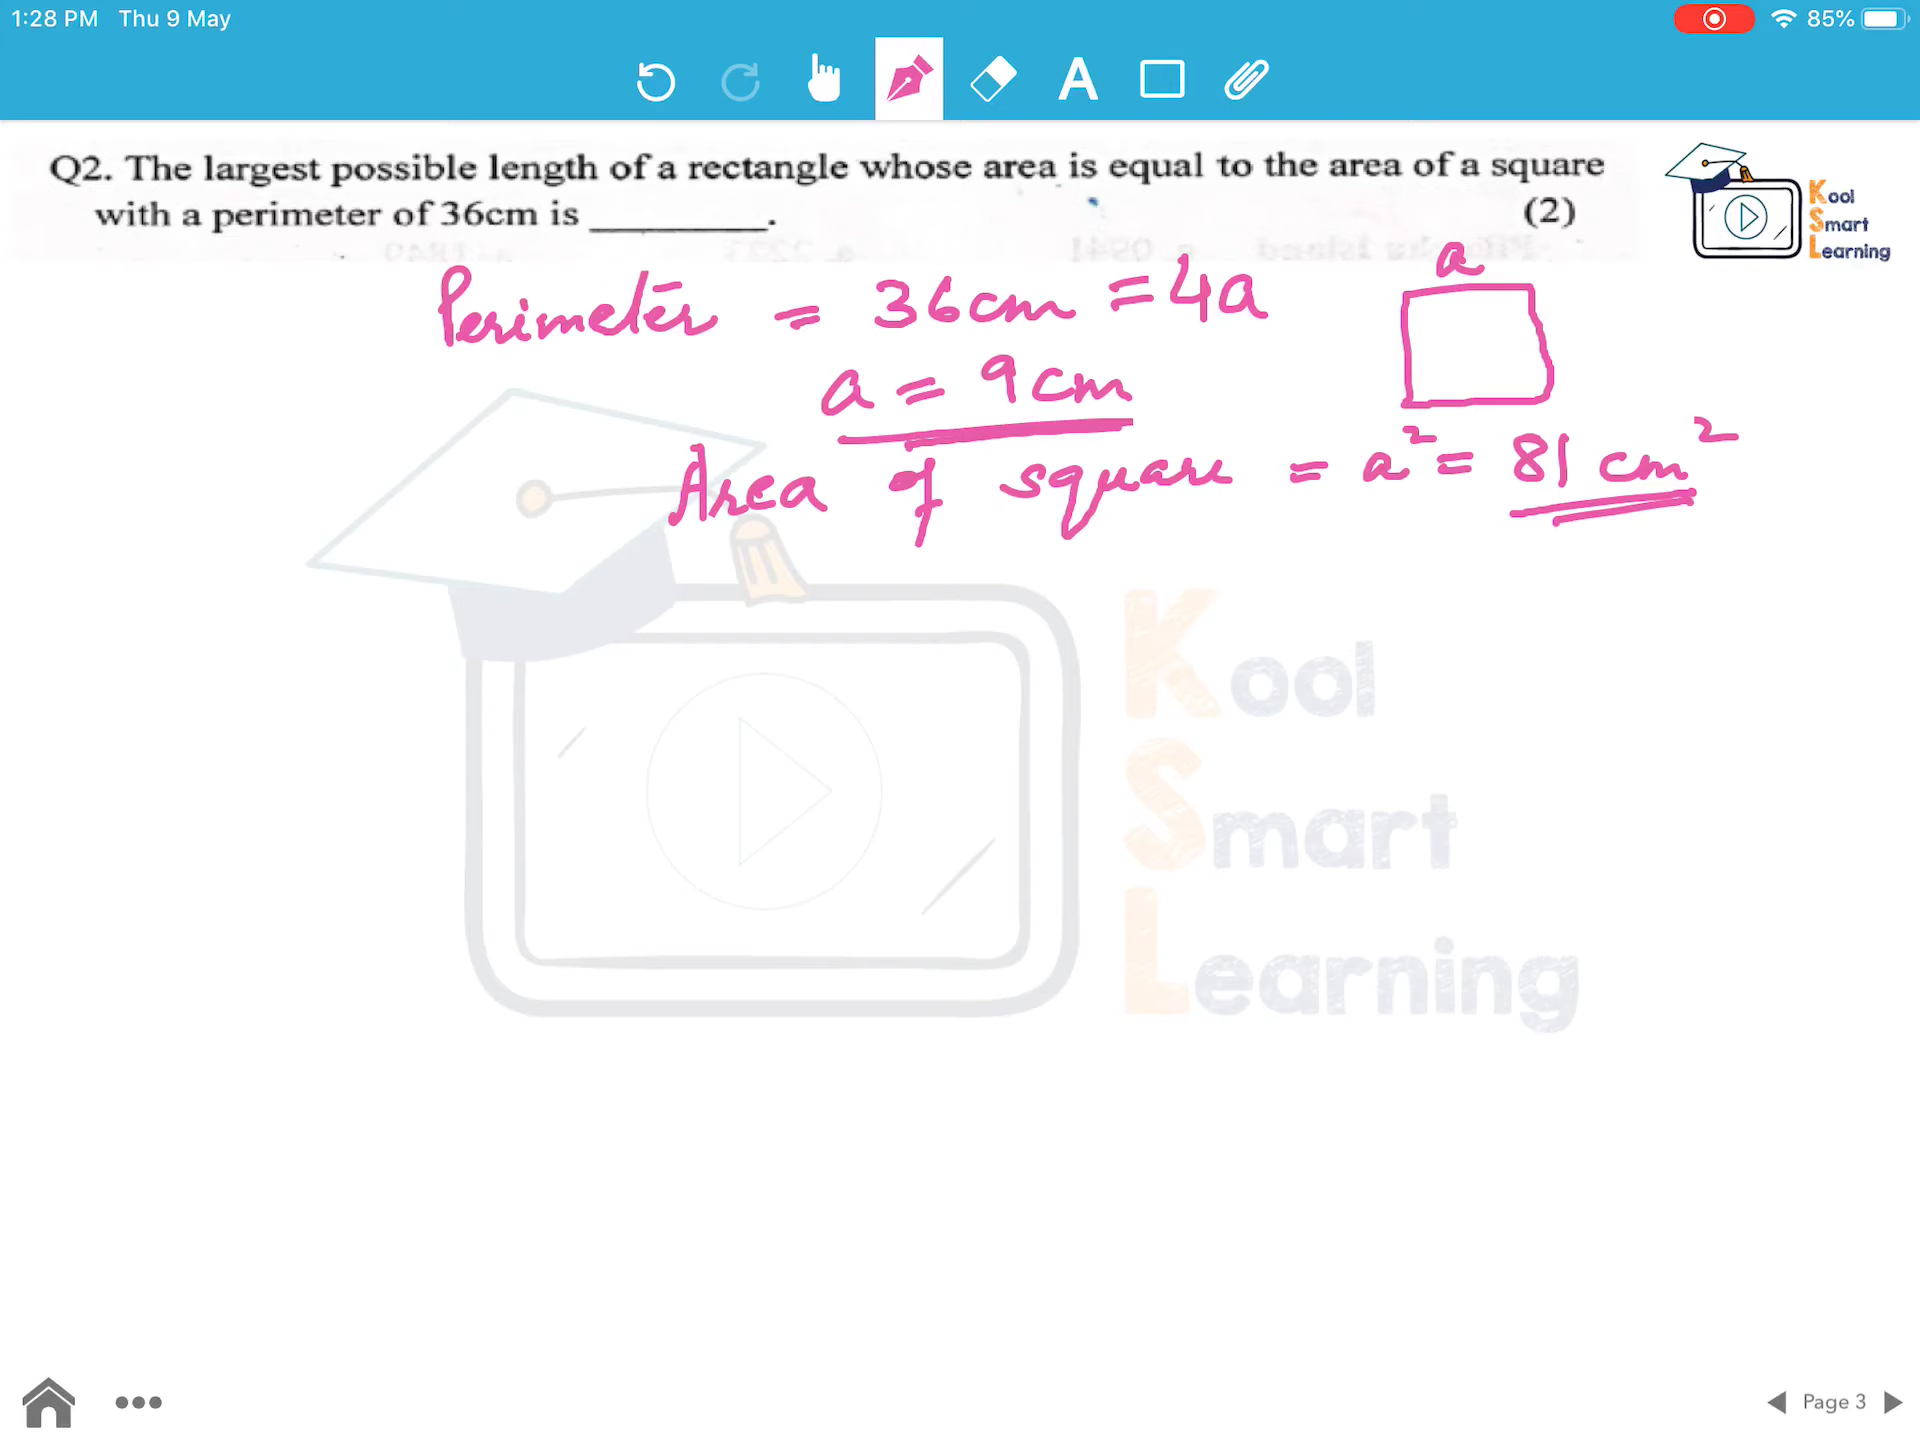 1:28 PM Thu 9 May
85%
A
Q2. The largest possible length of a rectangle whose area is equal to the area of a square
with a perimeter of 36cm is __________. (2)
Kool
Smart
Learning
a
Perimeter = 36cm = 4a
a = 9cm
Area of square = a² = 81 cm²
Kool
Smart
Learning
Page 3